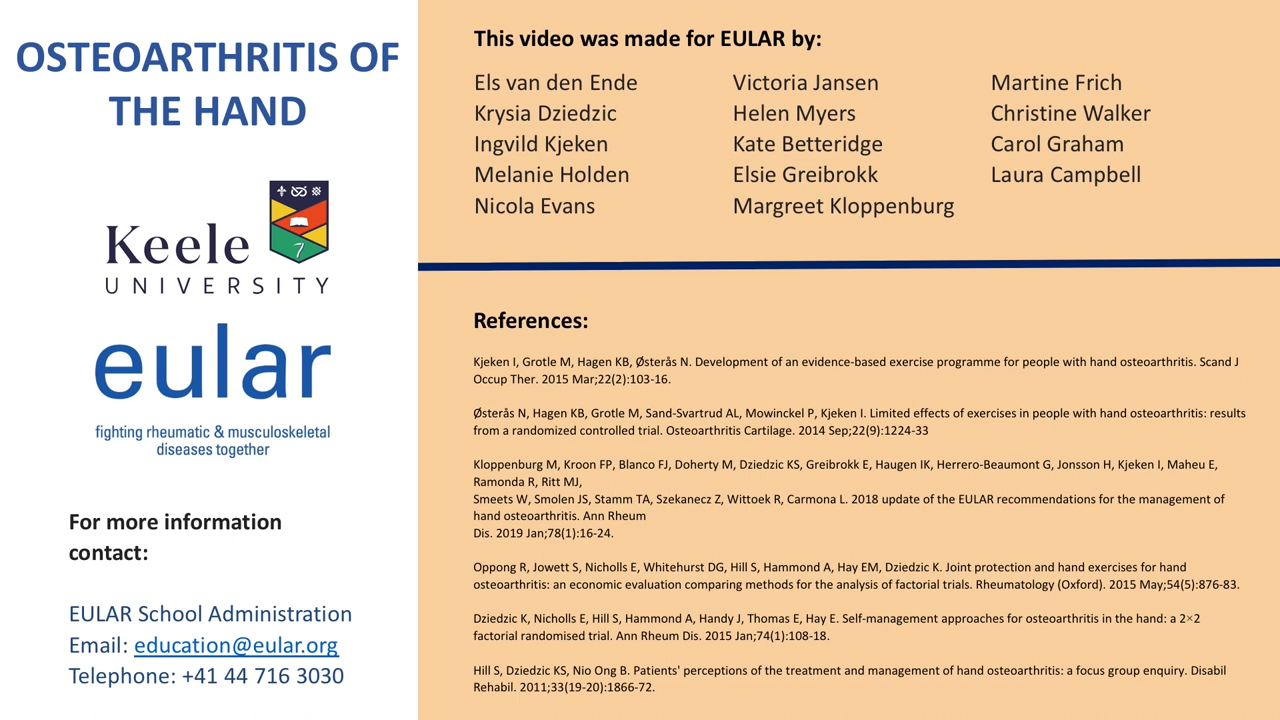 OSTEOARTHRITIS OF
THE HAND
Keele
UNIVERSITY
eular
fighting rheumatic & musculoskeletal
diseases together
For more information
contact:
EULAR School Administration
Email: education@eular.org
Telephone: +41 44 716 3030
This video was made for EULAR by:
Els van den Ende
Krysia Dziedzic
Ingvild Kjeken
Melanie Holden
Nicola Evans
Victoria Jansen
Helen Myers
Kate Betteridge
Elsie Greibrokk
Margreet Kloppenburg
Martine Frich
Christine Walker
Carol Graham
Laura Campbell
References:
Kjeken I, Grotle M, Hagen KB, Østerås N. Development of an evidence-based exercise programme for people with hand osteoarthritis. Scand J
Occup Ther. 2015 Mar;22(2):103-16.
Østerås N, Hagen KB, Grotle M, Sand-Svartrud AL, Mowinckel P, Kjeken I. Limited effects of exercises in people with hand osteoarthritis: results
from a randomized controlled trial. Osteoarthritis Cartilage. 2014 Sep;22(9):1224-33
Kloppenburg M, Kroon FP, Blanco FJ, Doherty M, Dziedzic KS, Greibrokk E, Haugen IK, Herrero-Beaumont G, Jonsson H, Kjeken I, Maheu E,
Ramonda R, Ritt MJ,
Smeets W, Smolen JS, Stamm TA, Szekanecz Z, Wittoek R, Carmona L. 2018 update of the EULAR recommendations for the management of
hand osteoarthritis. Ann Rheum
Dis. 2019 Jan;78(1):16-24.
Oppong R, Jowett S, Nicholls E, Whitehurst DG, Hill S, Hammond A, Hay EM, Dziedzic K. Joint protection and hand exercises for hand
osteoarthritis: an economic evaluation comparing methods for the analysis of factorial trials. Rheumatology (Oxford). 2015 May;54(5):876-83.
Dziedzic K, Nicholls E, Hill S, Hammond A, Handy J, Thomas E, Hay E. Self-management approaches for osteoarthritis in the hand: a 2×2
factorial randomised trial. Ann Rheum Dis. 2015 Jan;74(1):108-18.
Hill S, Dziedzic KS, Nio Ong B. Patients' perceptions of the treatment and management of hand osteoarthritis: a focus group enquiry. Disabil
Rehabil. 2011;33(19-20):1866-72.